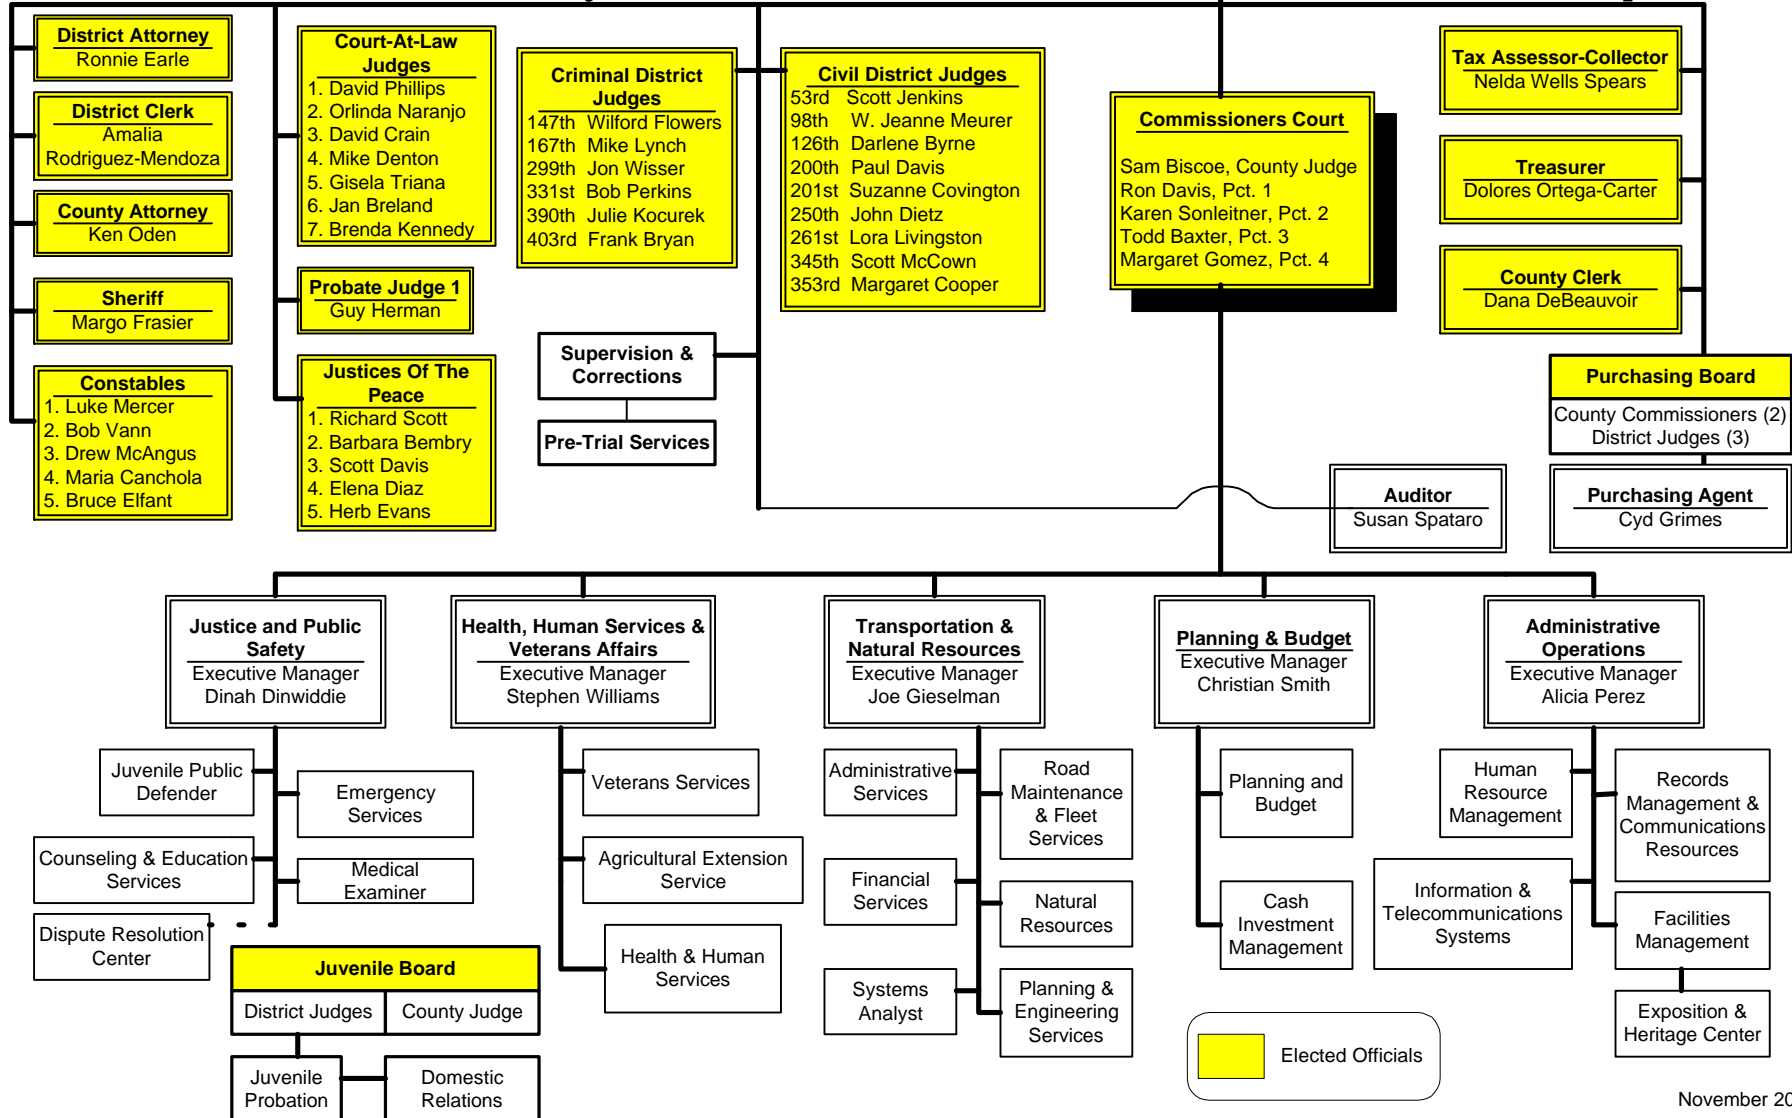 District Attorney
Ronnie Earle
District Clerk
Amalia
Rodriguez-Mendoza
County Attorney
Ken Oden
Sheriff
Margo Frasier
Constables
1. Luke Mercer
2. Bob Vann
3. Drew McAngus
4. Maria Canchola
5. Bruce Elfant
Court-At-Law
Judges
1. David Phillips
2. Orlinda Naranjo
3. David Crain
4. Mike Denton
5. Gisela Triana
6. Jan Breland
7. Brenda Kennedy
Probate Judge 1
Guy Herman
Justices Of The
Peace
1. Richard Scott
2. Barbara Bembry
3. Scott Davis
4. Elena Diaz
5. Herb Evans
Criminal District
Judges
147th Wilford Flowers
167th Mike Lynch
299th Jon Wisser
331st Bob Perkins
390th Julie Kocurek
403rd Frank Bryan
Civil District Judges
53rd Scott Jenkins
98th W. Jeanne Meurer
126th Darlene Byrne
200th Paul Davis
201st Suzanne Covington
250th John Dietz
261st Lora Livingston
345th Scott McCown
353rd Margaret Cooper
Supervision &
Corrections
Pre-Trial Services
Commissioners Court
Sam Biscoe, County Judge
Ron Davis, Pct. 1
Karen Sonleitner, Pct. 2
Todd Baxter, Pct. 3
Margaret Gomez, Pct. 4
Tax Assessor-Collector
Nelda Wells Spears
Treasurer
Dolores Ortega-Carter
County Clerk
Dana DeBeauvoir
Purchasing Board
County Commissioners (2)
District Judges (3)
Auditor
Susan Spataro
Purchasing Agent
Cyd Grimes
Justice and Public
Safety
Executive Manager
Dinah Dinwiddie
Juvenile Public
Defender
Emergency
Services
Counseling & Education
Services
Medical
Examiner
Dispute Resolution
Center
Juvenile Board
District Judges
County Judge
Juvenile
Probation
Domestic
Relations
Health, Human Services &
Veterans Affairs
Executive Manager
Stephen Williams
Veterans Services
Agricultural Extension
Service
Health & Human
Services
Transportation &
Natural Resources
Executive Manager
Joe Gieselman
Administrative
Services
Road
Maintenance
& Fleet
Services
Financial
Services
Natural
Resources
Systems
Analyst
Planning &
Engineering
Services
Planning & Budget
Executive Manager
Christian Smith
Planning and
Budget
Cash
Investment
Management
Administrative
Operations
Executive Manager
Alicia Perez
Human
Resource
Management
Records
Management &
Communications
Resources
Information &
Telecommunications
Systems
Facilities
Management
Exposition &
Heritage Center
Elected Officials
November 20